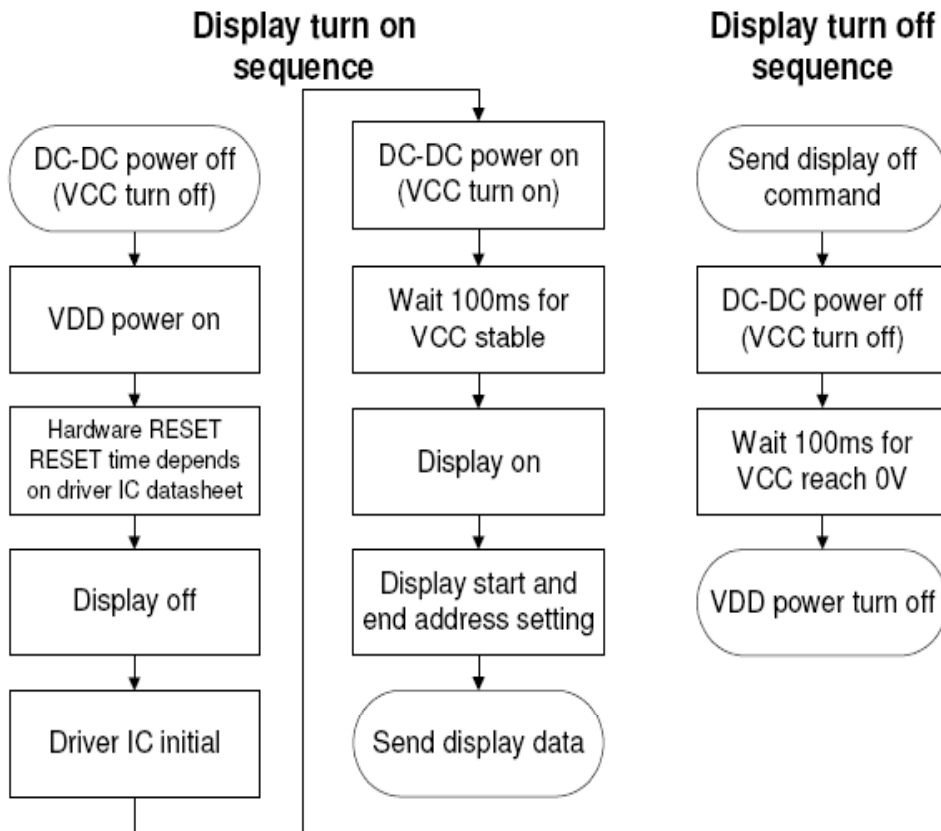 Display turn on
sequence
DC-DC power off
(VCC turn off)
VDD power on
Hardware RESET
RESET time depends
on driver IC datasheet
Display off
Driver IC initial
DC-DC power on
(VCC turn on)
Wait 100ms for
VCC stable
Display on
Display start and
end address setting
Send display data
Display turn off
sequence
Send display off
command
DC-DC power off
(VCC turn off)
Wait 100ms for
VCC reach 0V
VDD power turn off